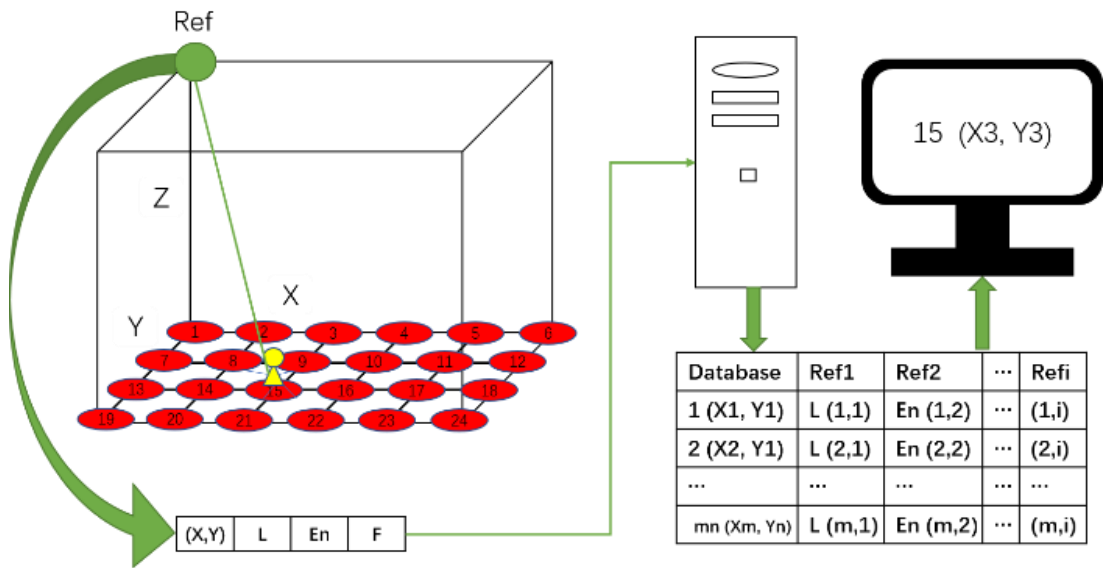 Ref
Z
X
Y
1 2 3 4 5 6
7 8 9 10 11 12
13 14 15 16 17 18
19 20 21 22 23 24
(X,Y) L En F
15 (X3, Y3)
Database Ref1 Ref2 ··· Refi
1 (X1, Y1) L (1,1) En (1,2) ··· (1,i)
2 (X2, Y1) L (2,1) En (2,2) ··· (2,i)
··· ··· ··· ··· ···
mn (Xm, Yn) L (m,1) En (m,2) ··· (m,i)